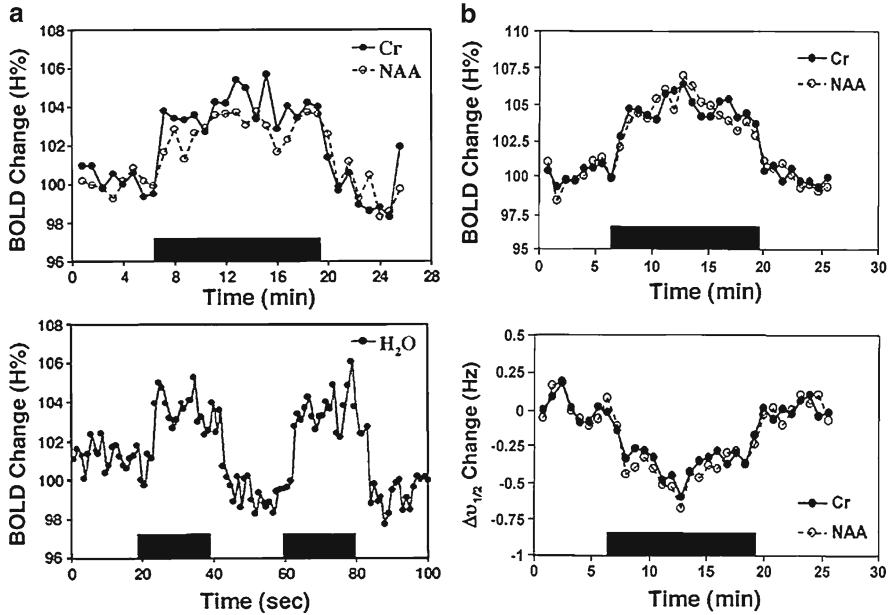 a
BOLD Change (H%)
108
106
104
102
100
98
96
Cr
NAA
0 4 8 12 16 20 24 28
Time (min)
BOLD Change (H%)
108
106
104
102
100
98
96
H₂O
0 20 40 60 80 100
Time (sec)
b
BOLD Change (H%)
110
107.5
105
102.5
100
97.5
95
Cr
NAA
0 5 10 15 20 25 30
Time (min)
Δυ1/2 Change (Hz)
0.5
0.25
0
-0.25
-0.5
-0.75
-1
Cr
NAA
0 5 10 15 20 25 30
Time (min)